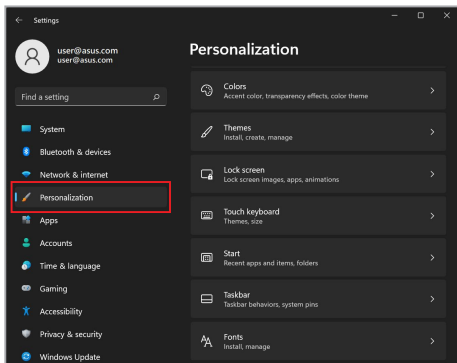 Settings
user@asus.com
user@asus.com
Find a setting
System
Bluetooth & devices
Network & internet
Personalization
Apps
Accounts
Time & language
Gaming
Accessibility
Privacy & security
Windows Update
Personalization
Colors
Accent color, transparency effects, color theme
Themes
Install, create, manage
Lock screen
Lock screen images, apps, animations
Touch keyboard
Themes, size
Start
Recent apps and items, folders
Taskbar
Taskbar behaviors, system pins
Fonts
Install, manage